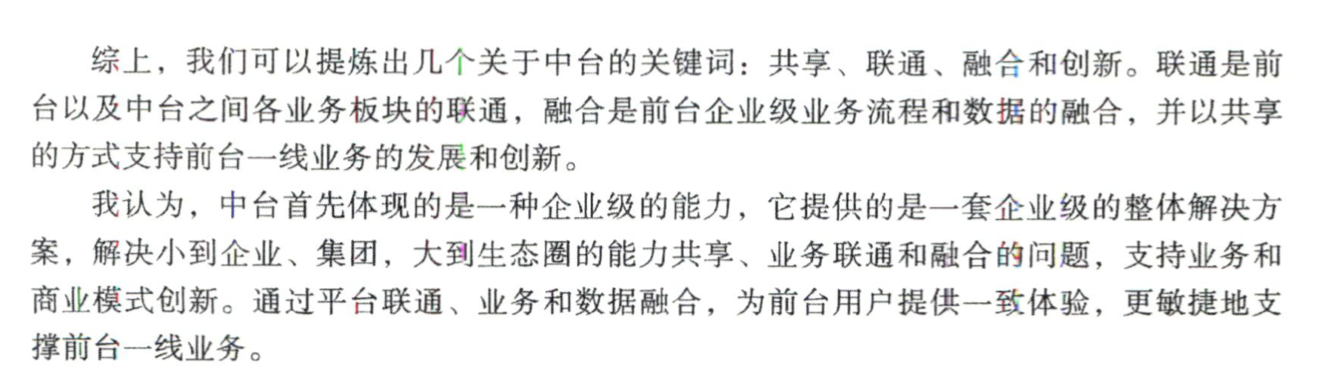 综上，我们可以提炼出几个关于中台的关键词：共享、联通、融合和创新。联通是前
台以及中台之间各业务板块的联通，融合是前台企业级业务流程和数据的融合，并以共享
的方式支持前台一线业务的发展和创新。
我认为，中台首先体现的是一种企业级的能力，它提供的是一套企业级的整体解决方
案，解决小到企业、集团，大到生态圈的能力共享、业务联通和融合的问题，支持业务和
商业模式创新。通过平台联通、业务和数据融合，为前台用户提供一致体验，更敏捷地支
撑前台一线业务。